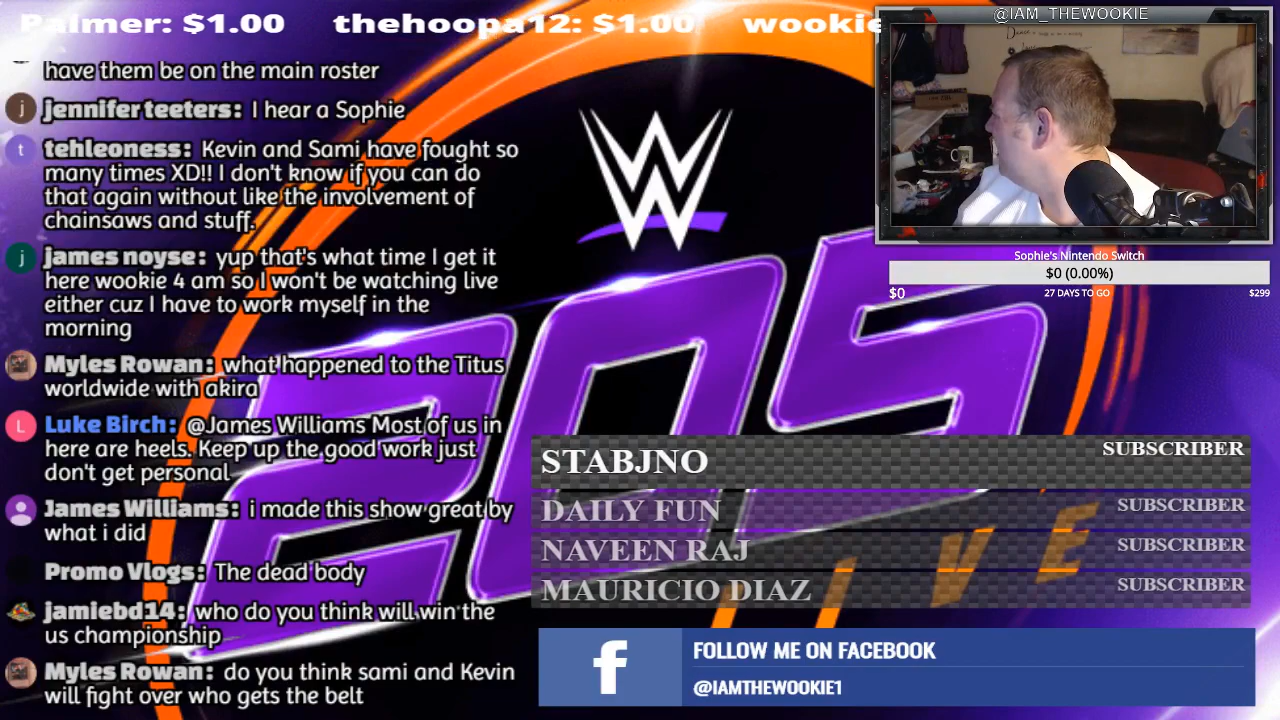 Palmer: $1.00 thehoopa12: $1.00 wookie
@IAM_THEWOOKIE
have them be on the main roster
jennifer teeters: I hear a Sophie
tehleoness: Kevin and Sami have fought so
many times XD!! I don't know if you can do
that again without like the involvement of
chainsaws and stuff.
james noyse: yup that's what time I get it
here wookie 4 am so I won't be watching live
either cuz I have to work myself in the
morning
Myles Rowan: what happened to the Titus
worldwide with akira
Luke Birch: @James Williams Most of us in
here are heels. Keep up the good work just
don't get personal
James Williams: i made this show great by
what i did
Promo Vlogs: The dead body
jamiebd14: who do you think will win the
us championship
Myles Rowan: do you think sami and Kevin
will fight over who gets the belt
Sophie's Nintendo Switch
$0 (0.00%)
$0 27 DAYS TO GO $299
W
205
LIVE
STABJNO SUBSCRIBER
DAILY FUN SUBSCRIBER
NAVEEN RAJ SUBSCRIBER
MAURICIO DIAZ SUBSCRIBER
f
FOLLOW ME ON FACEBOOK
@IAMTHEWOOKIE1